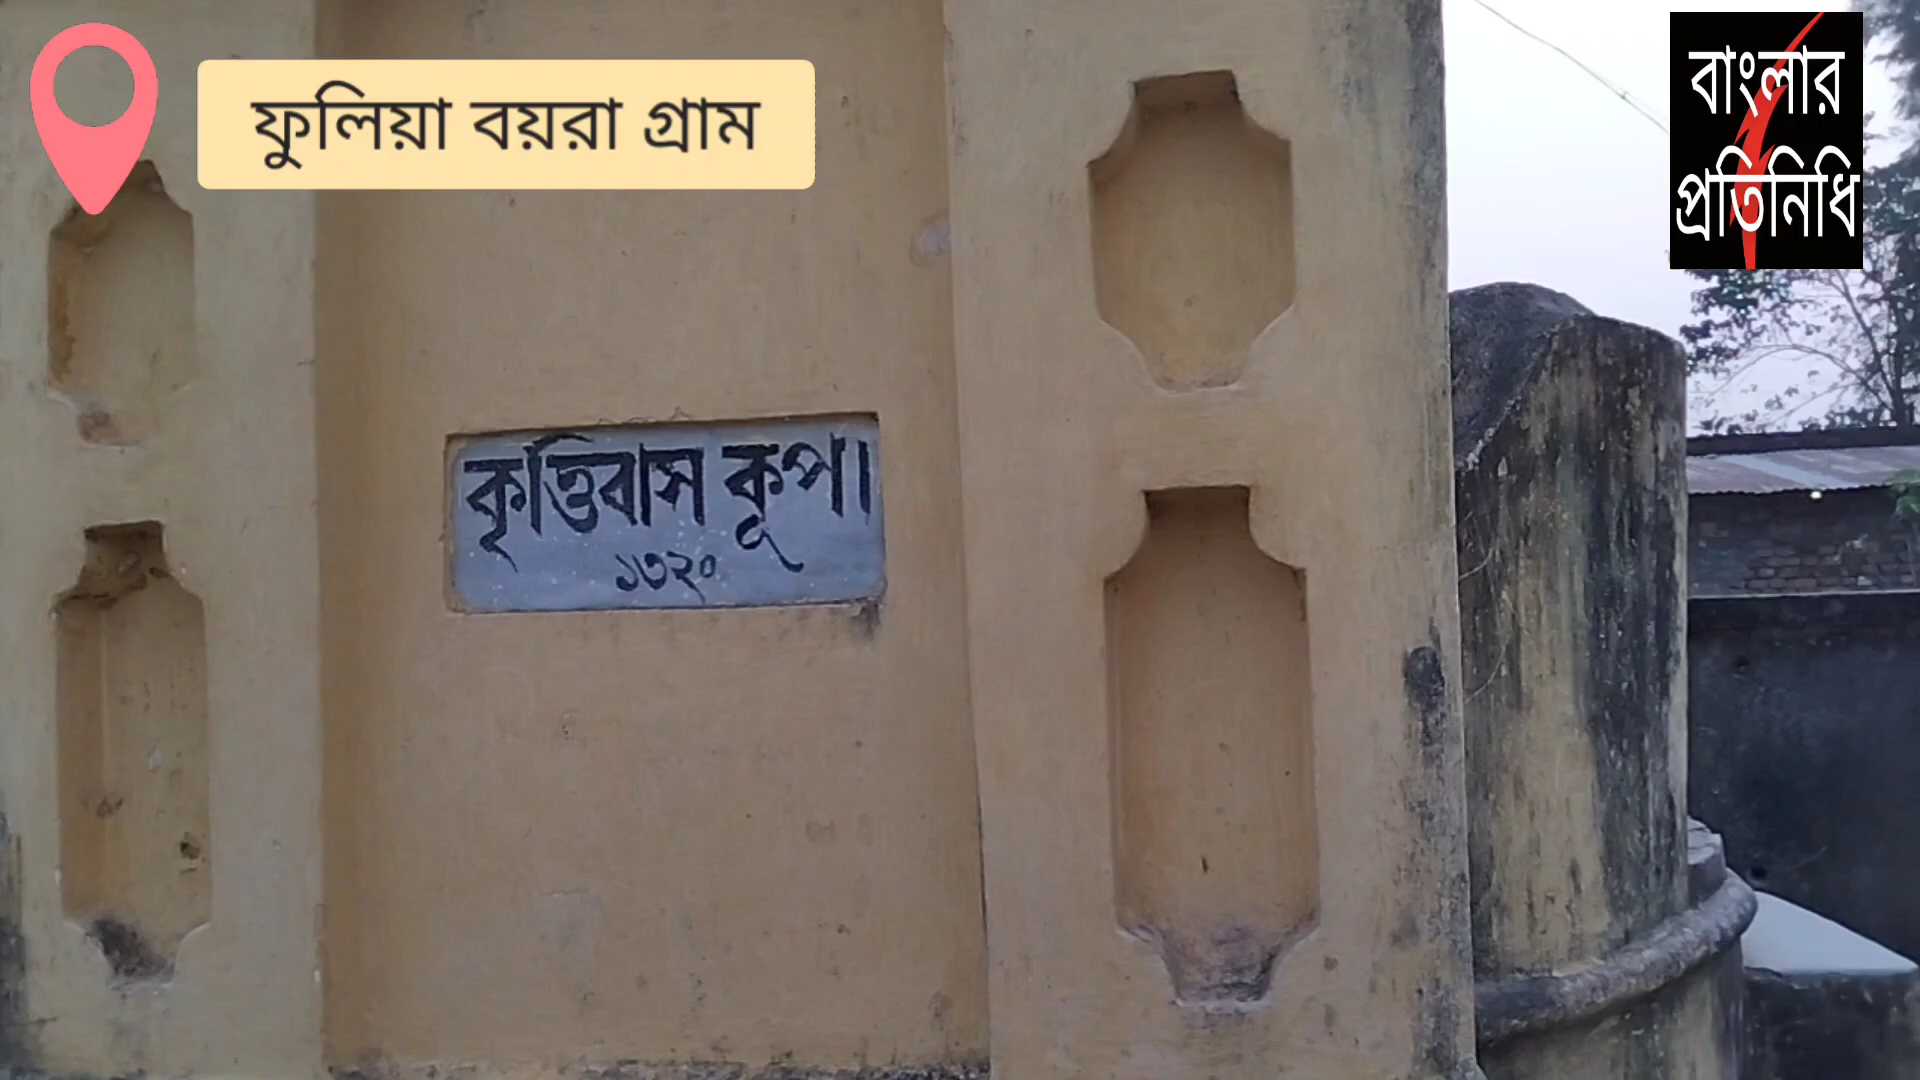 ফুলিয়া বয়রা গ্রাম
বাংলার
প্রতিনিধি
কৃত্তিবাস কূপ।
১৩২০